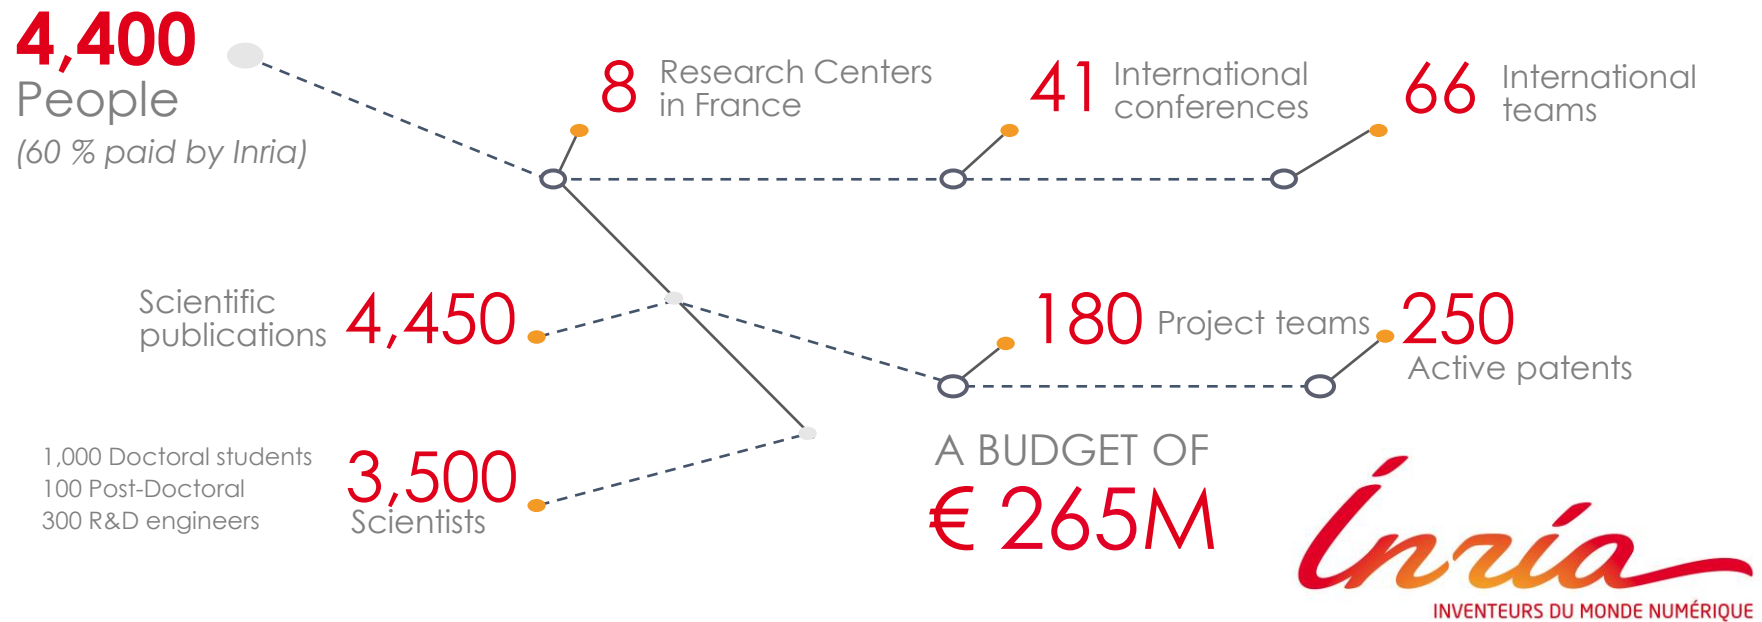 4,400
People
(60 % paid by Inria)
8 Research Centers
in France
41 International
conferences
66 International
teams
Scientific
publications 4,450
180 Project teams
250
Active patents
1,000 Doctoral students
100 Post-Doctoral
300 R&D engineers
3,500
Scientists
A BUDGET OF
€ 265M
Inria
INVENTEURS DU MONDE NUMÉRIQUE